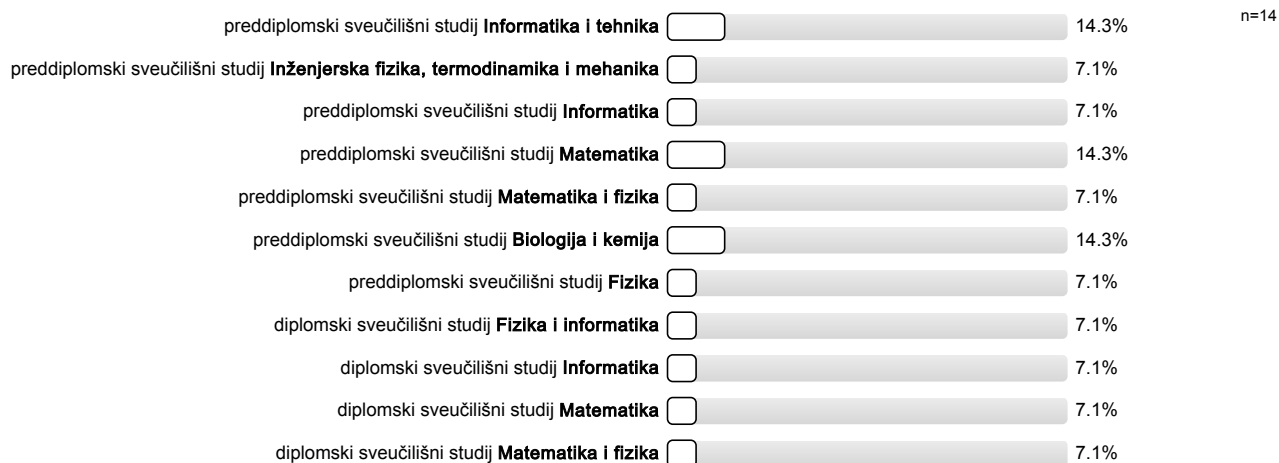 preddiplomski sveučilišni studij Informatika i tehnika 14.3% n=14
preddiplomski sveučilišni studij Inženjerska fizika, termodinamika i mehanika 7.1%
preddiplomski sveučilišni studij Informatika 7.1%
preddiplomski sveučilišni studij Matematika 14.3%
preddiplomski sveučilišni studij Matematika i fizika 7.1%
preddiplomski sveučilišni studij Biologija i kemija 14.3%
preddiplomski sveučilišni studij Fizika 7.1%
diplomski sveučilišni studij Fizika i informatika 7.1%
diplomski sveučilišni studij Informatika 7.1%
diplomski sveučilišni studij Matematika 7.1%
diplomski sveučilišni studij Matematika i fizika 7.1%